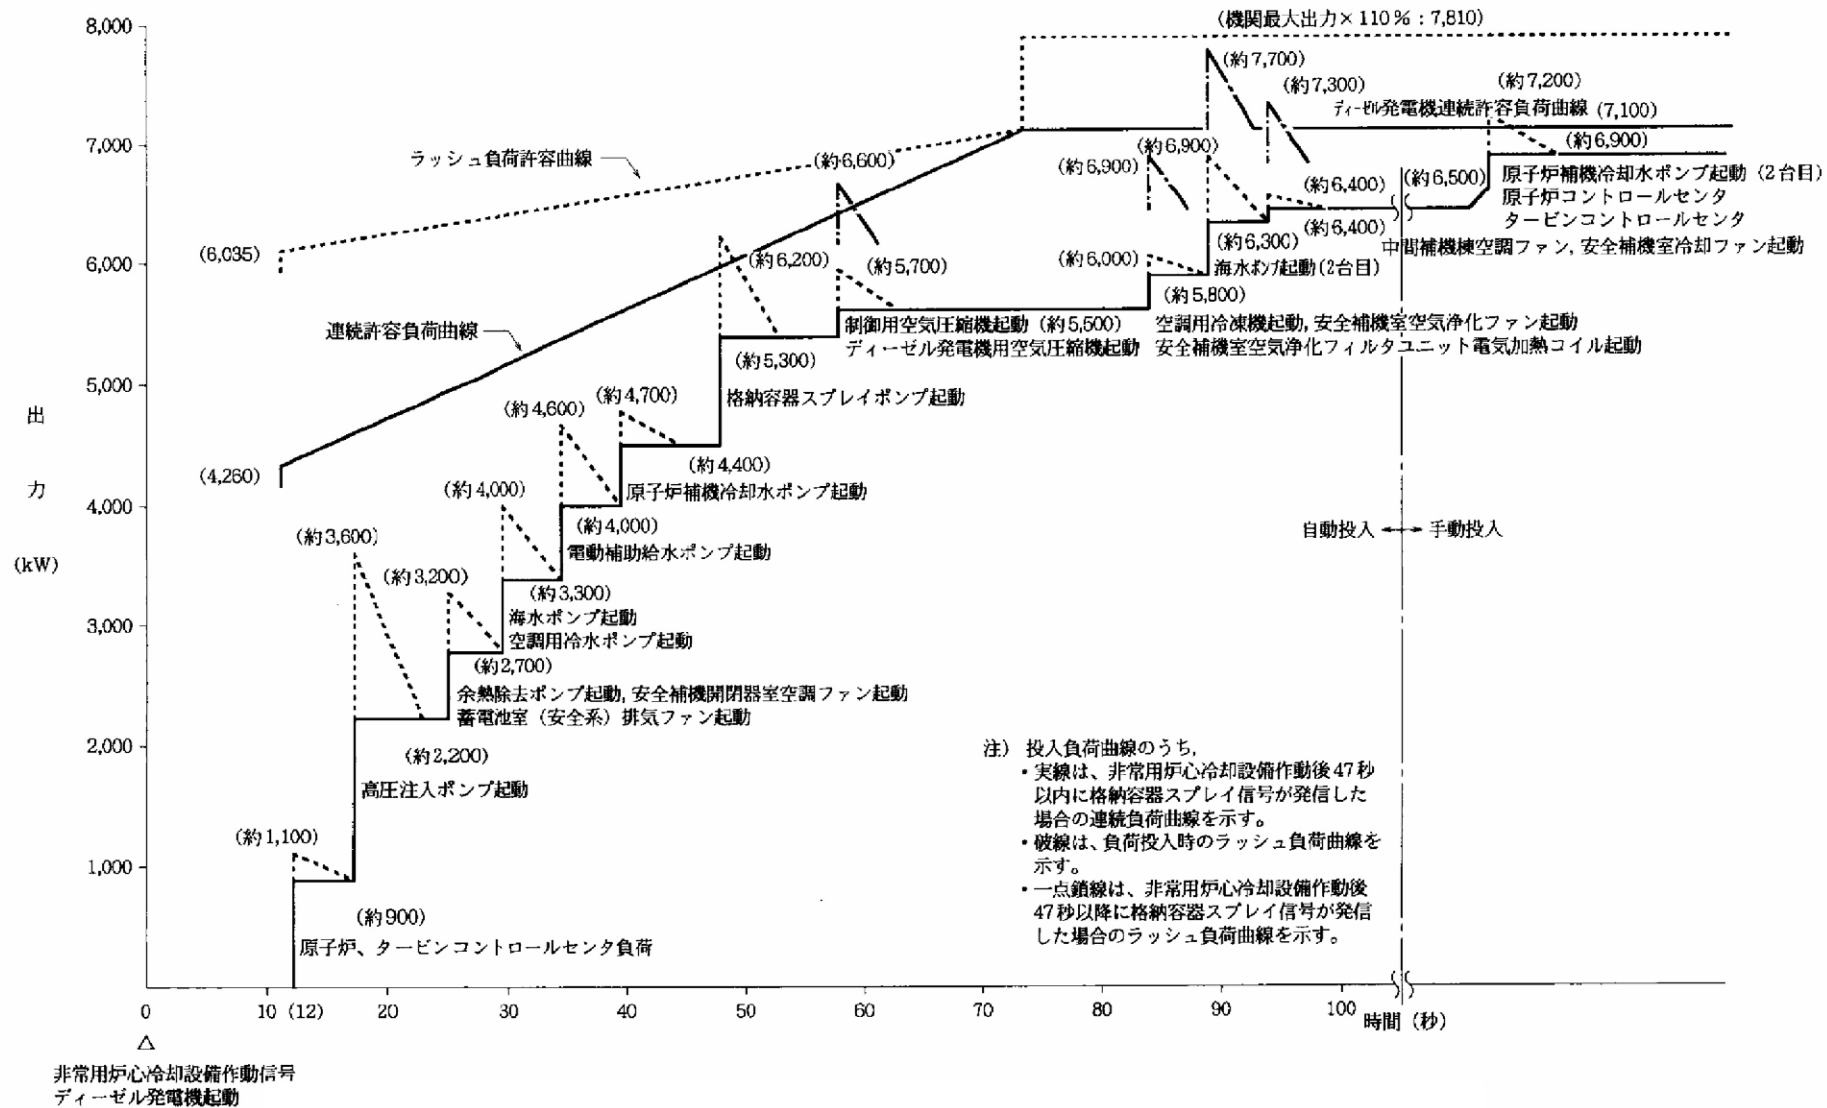 8,000
7,000
6,000
5,000
4,000
3,000
2,000
1,000
出
力
(kW)
(機関最大出力×110%:7,810)
(約7,700)
(約7,300)
(約7,200)
ディーゼル発電機連続許容負荷曲線 (7,100)
(約6,900)
ラッシュ負荷許容曲線
(約6,600)
(約6,900)
(約6,900)
(約6,400)
(約6,500)
原子炉補機冷却水ポンプ起動(2台目)
原子炉コントロールセンタ
タービンコントロールセンタ
(約6,400)
中間補機棟空調ファン, 安全補機室冷却ファン起動
(6,035)
(約6,200)
(約5,700)
(約6,000)
(約6,300)
海水ポンプ起動(2台目)
(約5,800)
連続許容負荷曲線
制御用空気圧縮機起動 (約5,500)
ディーゼル発電機用空気圧縮機起動
空調用冷凍機起動, 安全補機室空気浄化ファン起動
安全補機室空気浄化フィルタユニット電気加熱コイル起動
(約5,300)
格納容器スプレイポンプ起動
(約4,700)
(約4,600)
(4,260)
(約4,400)
原子炉補機冷却水ポンプ起動
(約4,000)
(約4,000)
電動補助給水ポンプ起動
自動投入
手動投入
(約3,600)
(約3,200)
(約3,300)
海水ポンプ起動
空調用冷水ポンプ起動
(約2,700)
余熱除去ポンプ起動, 安全補機開閉器室空調ファン起動
蓄電池室(安全系)排気ファン起動
(約2,200)
高圧注入ポンプ起動
(約1,100)
(約900)
原子炉、タービンコントロールセンタ負荷
注) 投入負荷曲線のうち,
・実線は、非常用炉心冷却設備作動後47秒
以内に格納容器スプレイ信号が発信した
場合の連続負荷曲線を示す。
・破線は、負荷投入時のラッシュ負荷曲線を
示す。
・一点鎖線は、非常用炉心冷却設備作動後
47秒以降に格納容器スプレイ信号が発信
した場合のラッシュ負荷曲線を示す。
0 10 (12) 20 30 40 50 60 70 80 90 100 時間(秒)
△
非常用炉心冷却設備作動信号
ディーゼル発電機起動